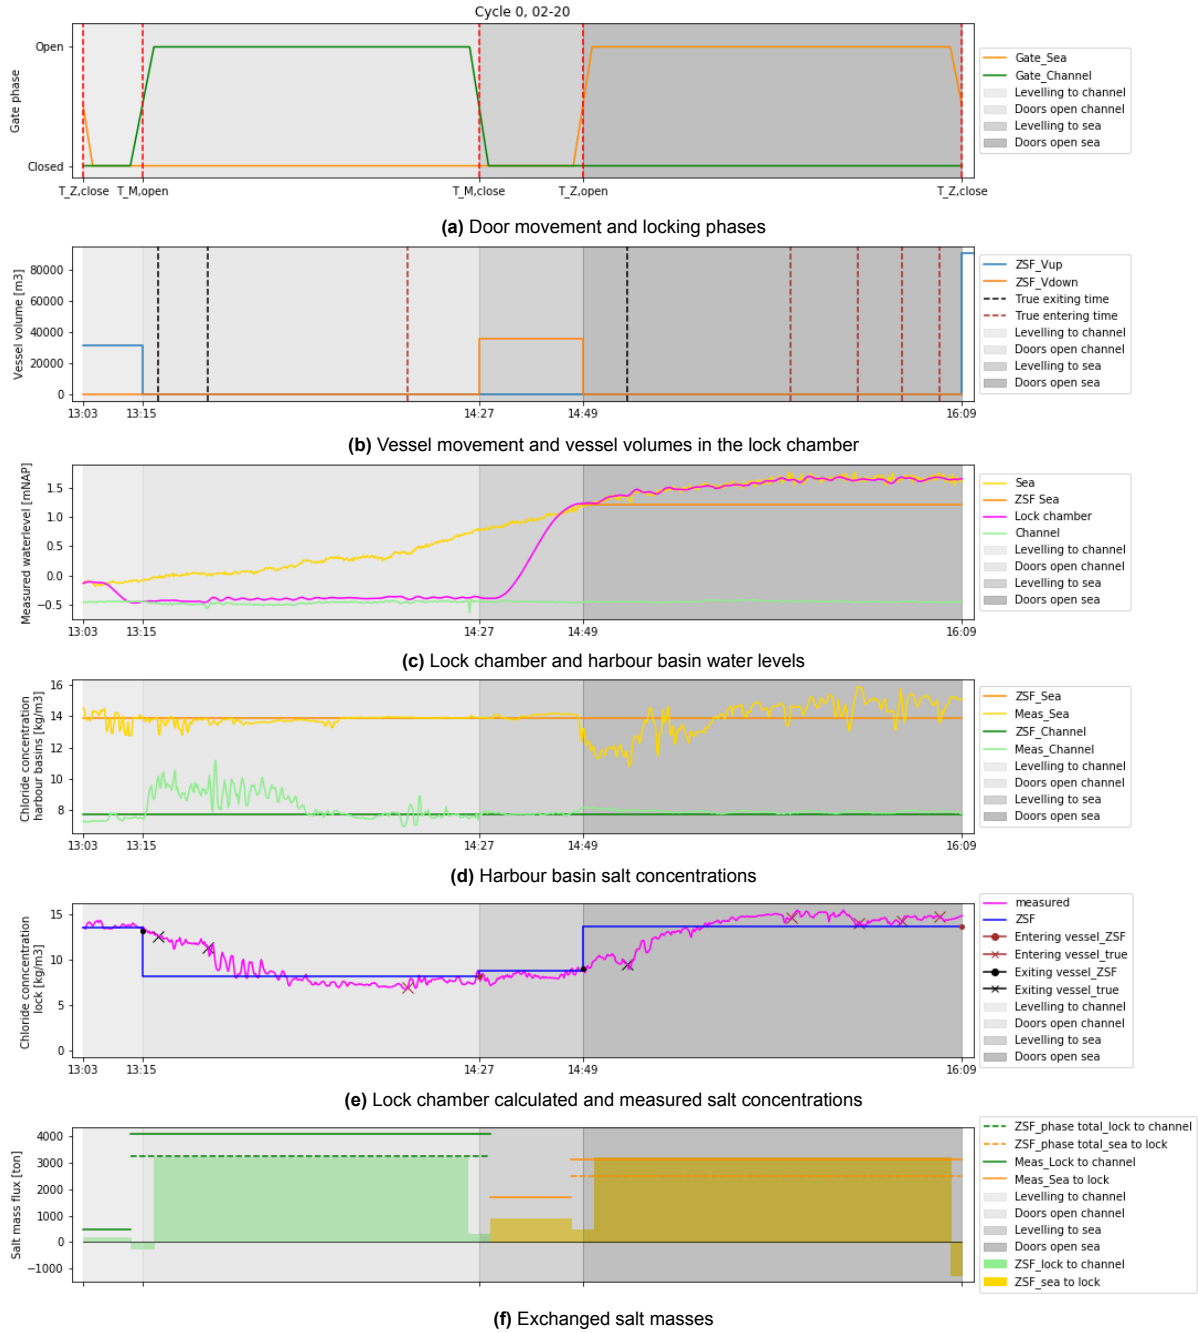 Cycle 0, 02-20
Gate phase
Open
Closed
T_Z,close
T_M,open
T_M,close
T_Z,open
T_Z,close
Gate_Sea
Gate_Channel
Levelling to channel
Doors open channel
Levelling to sea
Doors open sea
(a) Door movement and locking phases
Vessel volume [m3]
80000
60000
40000
20000
0
13:03
13:15
14:27
14:49
16:09
ZSF_Vup
ZSF_Vdown
True exiting time
True entering time
Levelling to channel
Doors open channel
Levelling to sea
Doors open sea
(b) Vessel movement and vessel volumes in the lock chamber
Measured waterlevel [mNAP]
1.5
1.0
0.5
0.0
−0.5
13:03
13:15
14:27
14:49
16:09
Sea
ZSF Sea
Lock chamber
Channel
Levelling to channel
Doors open channel
Levelling to sea
Doors open sea
(c) Lock chamber and harbour basin water levels
Chloride concentration
harbour basins [kg/m3]
16
14
12
10
8
13:03
13:15
14:27
14:49
16:09
ZSF_Sea
Meas_Sea
ZSF_Channel
Meas_Channel
Levelling to channel
Doors open channel
Levelling to sea
Doors open sea
(d) Harbour basin salt concentrations
Chloride concentration
lock [kg/m3]
15
10
5
0
13:03
13:15
14:27
14:49
16:09
measured
ZSF
Entering vessel_ZSF
Entering vessel_true
Exiting vessel_ZSF
Exiting vessel_true
Levelling to channel
Doors open channel
Levelling to sea
Doors open sea
(e) Lock chamber calculated and measured salt concentrations
Salt mass flux [ton]
4000
3000
2000
1000
0
−1000
ZSF_phase total_lock to channel
ZSF_phase total_sea to lock
Meas_Lock to channel
Meas_Sea to lock
Levelling to channel
Doors open channel
Levelling to sea
Doors open sea
ZSF_lock to channel
ZSF_sea to lock
(f) Exchanged salt masses